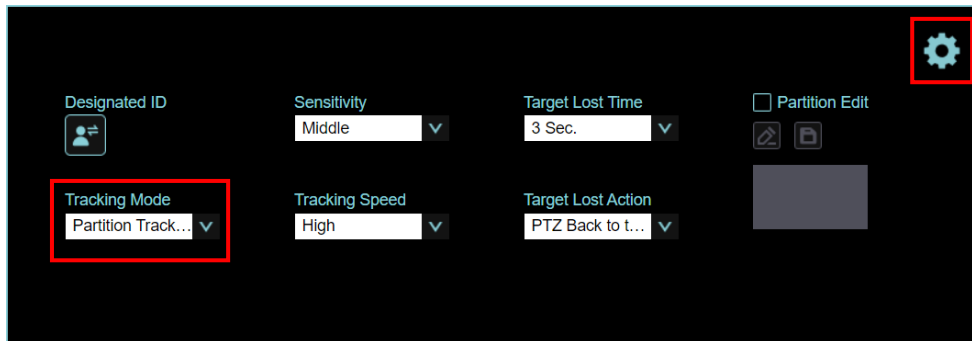 Designated ID
Sensitivity
Target Lost Time
Partition Edit
Middle
3 Sec.
Tracking Mode
Tracking Speed
Target Lost Action
Partition Track...
High
PTZ Back to t...